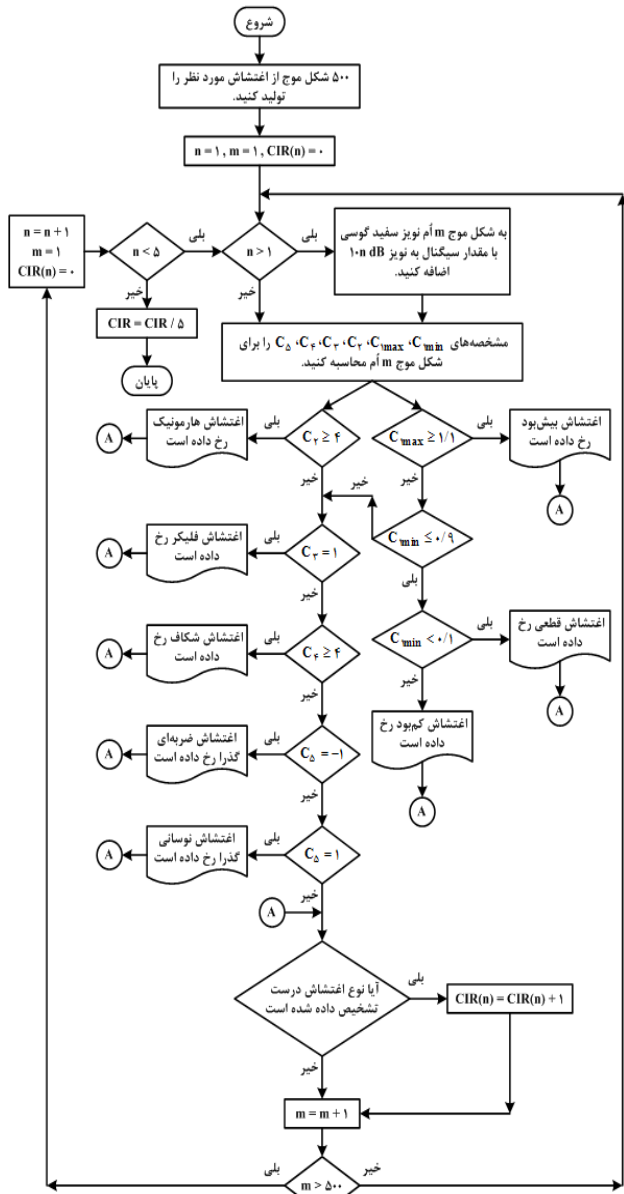 شروع
۵۰۰ شکل موج از اغتشاش مورد نظر را
تولید کنید.
n = ۱ , m = ۱ , CIR(n) = ۰
n = n + ۱
m = ۱
CIR(n) = ۰
n < ۵
بلی
خیر
n > ۱
بلی
خیر
به شکل موج m اُم نویز سفید گوسی
با مقدار سیگنال به نویز ۱۰n dB
اضافه کنید.
CIR = CIR / ۵
پایان
مشخصه‌های C۱min ،C۱max ،C۲ ،C۳ ،C۴ ،C۵ را برای
شکل موج m اُم محاسبه کنید.
اغتشاش هارمونیک
رخ داده است
A
بلی
C۲ ≥ ۴
خیر
C۱max ≥ ۱/۱
بلی
خیر
اغتشاش بیش‌بود
رخ داده است
A
خیر
اغتشاش فلیکر رخ
داده است
A
بلی
C۳ = ۱
خیر
C۱min ≤ ۰/۹
بلی
اغتشاش شکاف رخ
داده است
A
بلی
C۴ ≥ ۴
خیر
C۱min < ۰/۱
بلی
خیر
اغتشاش قطعی رخ
داده است
A
اغتشاش کم‌بود رخ
داده است
A
اغتشاش ضربه‌ای
گذرا رخ داده است
A
بلی
C۵ = −۱
خیر
اغتشاش نوسانی
گذرا رخ داده است
A
بلی
C۵ = ۱
خیر
A
آیا نوع اغتشاش درست
تشخیص داده شده است
بلی
خیر
CIR(n) = CIR(n) + ۱
m = m + ۱
بلی
m > ۵۰۰
خیر